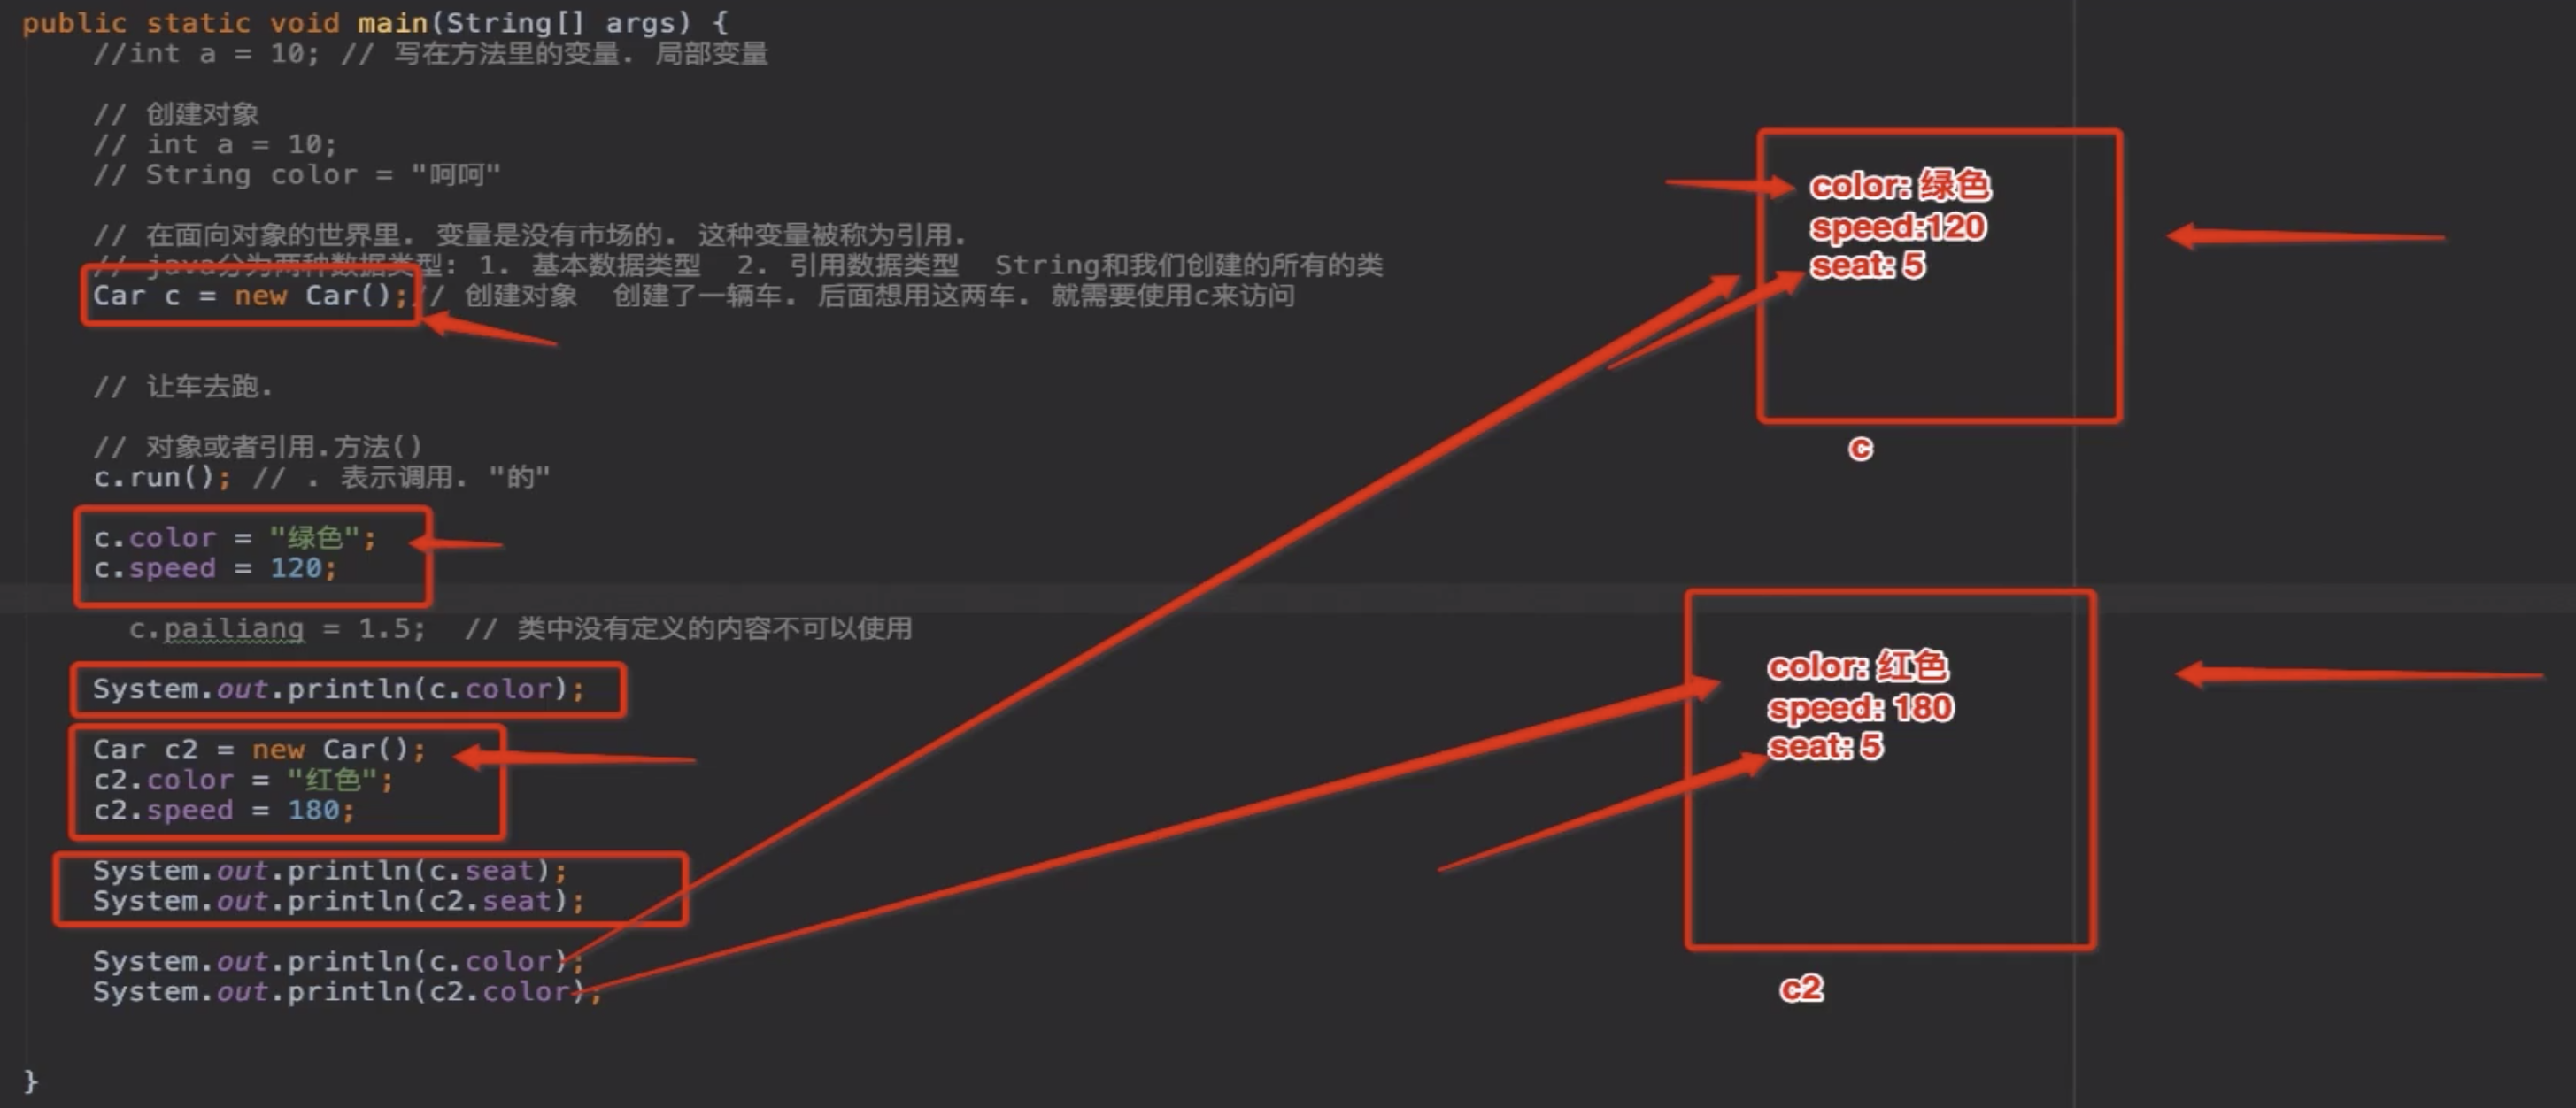 public static void main(String[] args) {
//int a = 10; // 写在方法里的变量. 局部变量
// 创建对象
// int a = 10;
// String color = "呵呵"
// 在面向对象的世界里. 变量是没有市场的. 这种变量被称为引用.
// java分为两种数据类型: 1. 基本数据类型  2. 引用数据类型  String和我们创建的所有的类
Car c = new Car();// 创建对象  创建了一辆车. 后面想用这两车. 就需要使用c来访问
// 让车去跑.
// 对象或者引用.方法()
c.run(); // . 表示调用. "的"
c.color = "绿色";
c.speed = 120;
c.pailiang = 1.5;  // 类中没有定义的内容不可以使用
System.out.println(c.color);
Car c2 = new Car();
c2.color = "红色";
c2.speed = 180;
System.out.println(c.seat);
System.out.println(c2.seat);
System.out.println(c.color);
System.out.println(c2.color);
}
color: 绿色
speed:120
seat: 5
c
color: 红色
speed: 180
seat: 5
c2